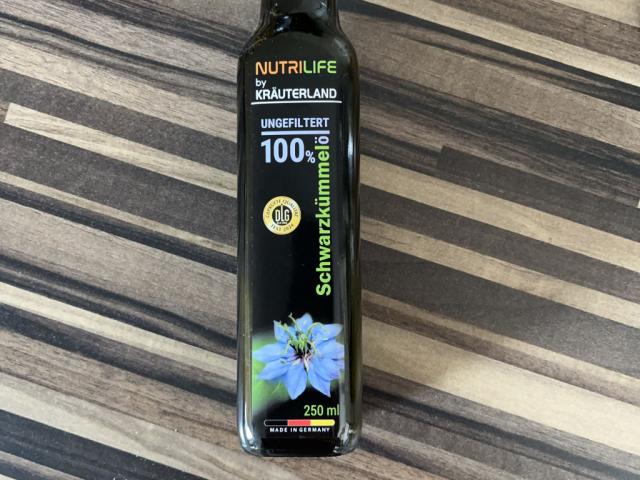 NUTRILIFE
by
KRÄUTERLAND
UNGEFILTERT
100%
Schwarzkümmelöl
DLG
250 ml
MADE IN GERMANY